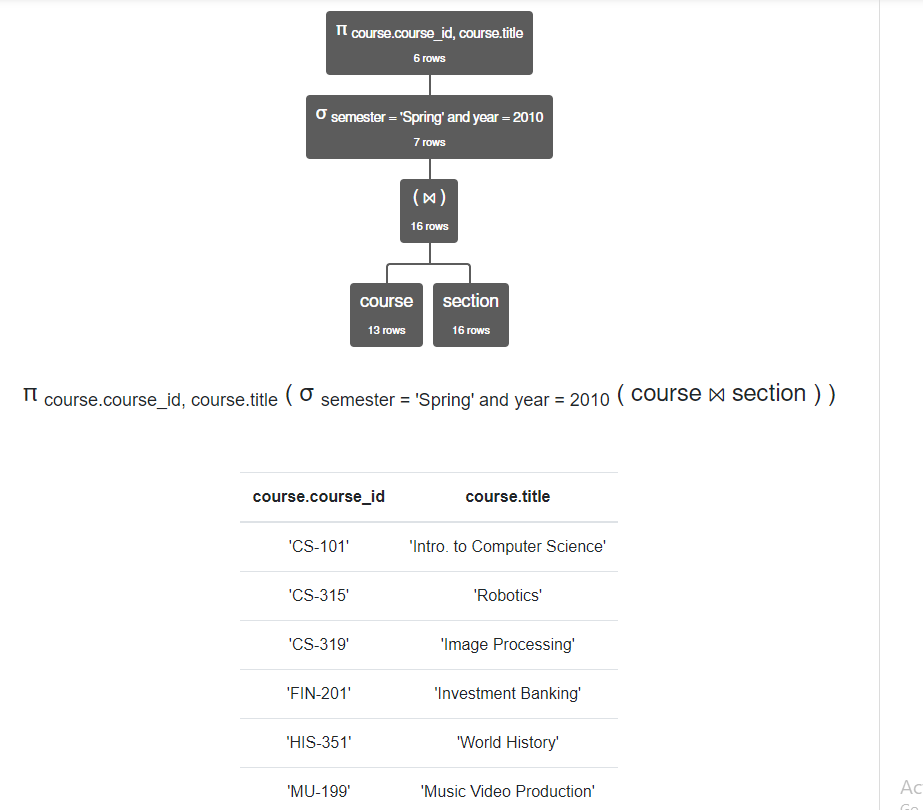 π course.course_id, course.title
6 rows
σ semester = 'Spring' and year = 2010
7 rows
( ⋈ )
16 rows
course section
13 rows 16 rows
π course.course_id, course.title ( σ semester = 'Spring' and year = 2010 ( course ⋈ section ) )
course.course_id course.title
'CS-101' 'Intro. to Computer Science'
'CS-315' 'Robotics'
'CS-319' 'Image Processing'
'FIN-201' 'Investment Banking'
'HIS-351' 'World History'
'MU-199' 'Music Video Production'